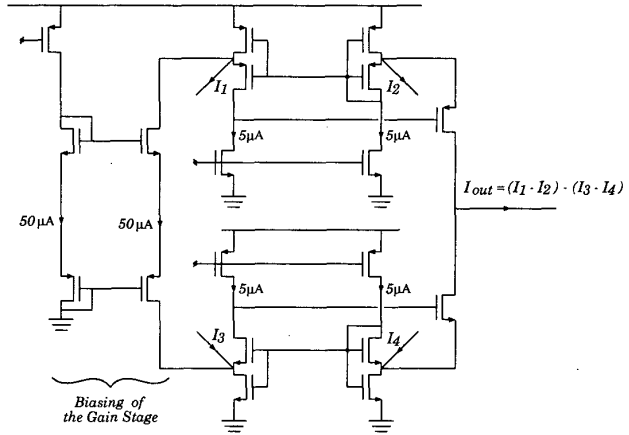 I1
I2
5μA
5μA
Iout = (I1 - I2) - (I3 - I4)
50μA
50μA
5μA
5μA
I3
I4
Biasing of
the Gain Stage